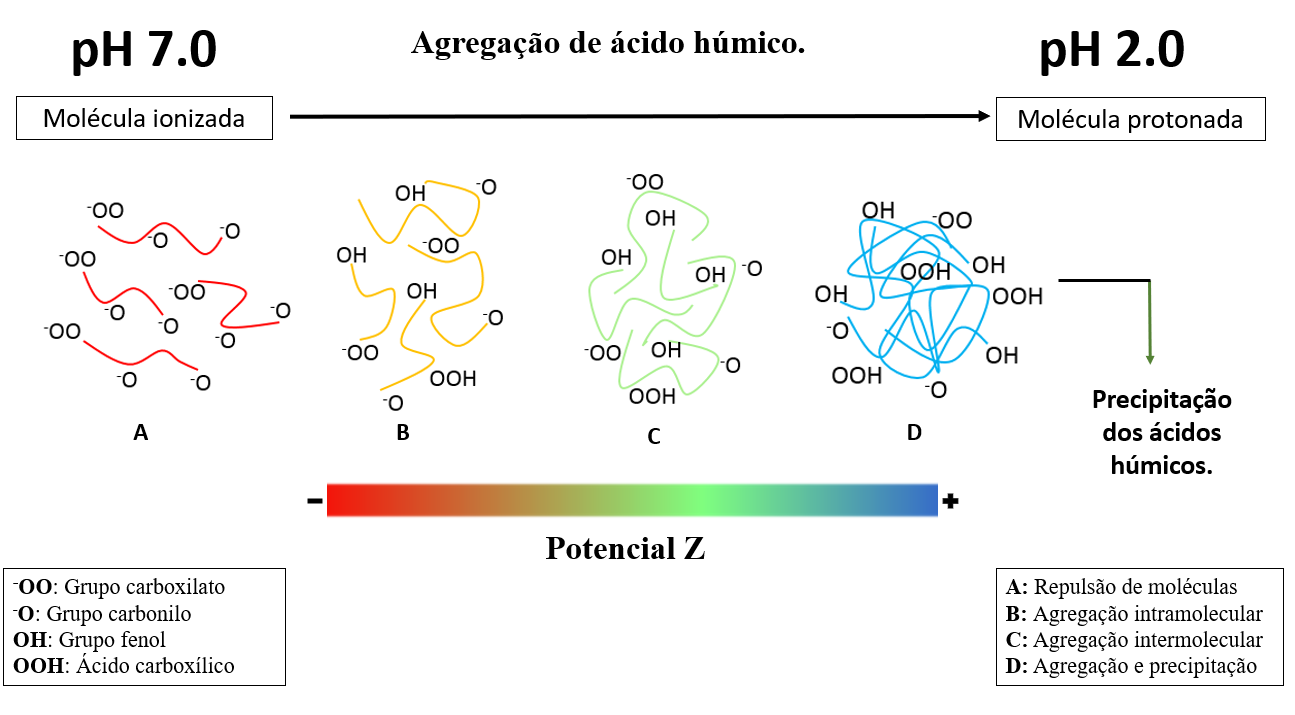 pH 7.0
Agregação de ácido húmico.
pH 2.0
Molécula ionizada
Molécula protonada
-OO
-O
-O
-OO
-O
-O
-OO
-O
-O
-OO
-O
-O
A
OH
-O
OH
-OO
OH
-O
-OO
OOH
-O
B
-OO
OH
OH
OH
-O
-OO
OH
-O
OOH
C
OH
-OO
OOH
OH
OH
OOH
-O
OH
OOH
-O
D
Precipitação
dos ácidos
húmicos.
- +
Potencial Z
-OO: Grupo carboxilato
-O: Grupo carbonilo
OH: Grupo fenol
OOH: Ácido carboxílico
A: Repulsão de moléculas
B: Agregação intramolecular
C: Agregação intermolecular
D: Agregação e precipitação